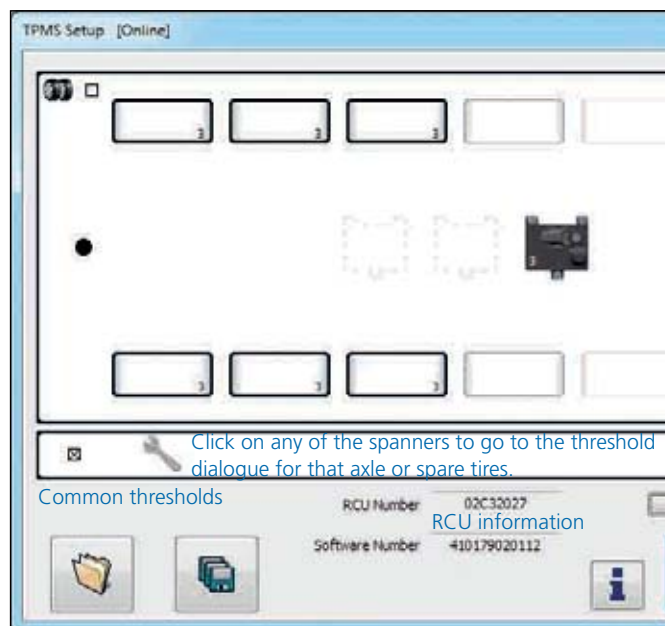 TPMS Setup [Online]
3 3 3
3
3 3 3
Click on any of the spanners to go to the threshold
dialogue for that axle or spare tires.
Common thresholds
RCU Number 02C32027
RCU information
Software Number 410179020112
i